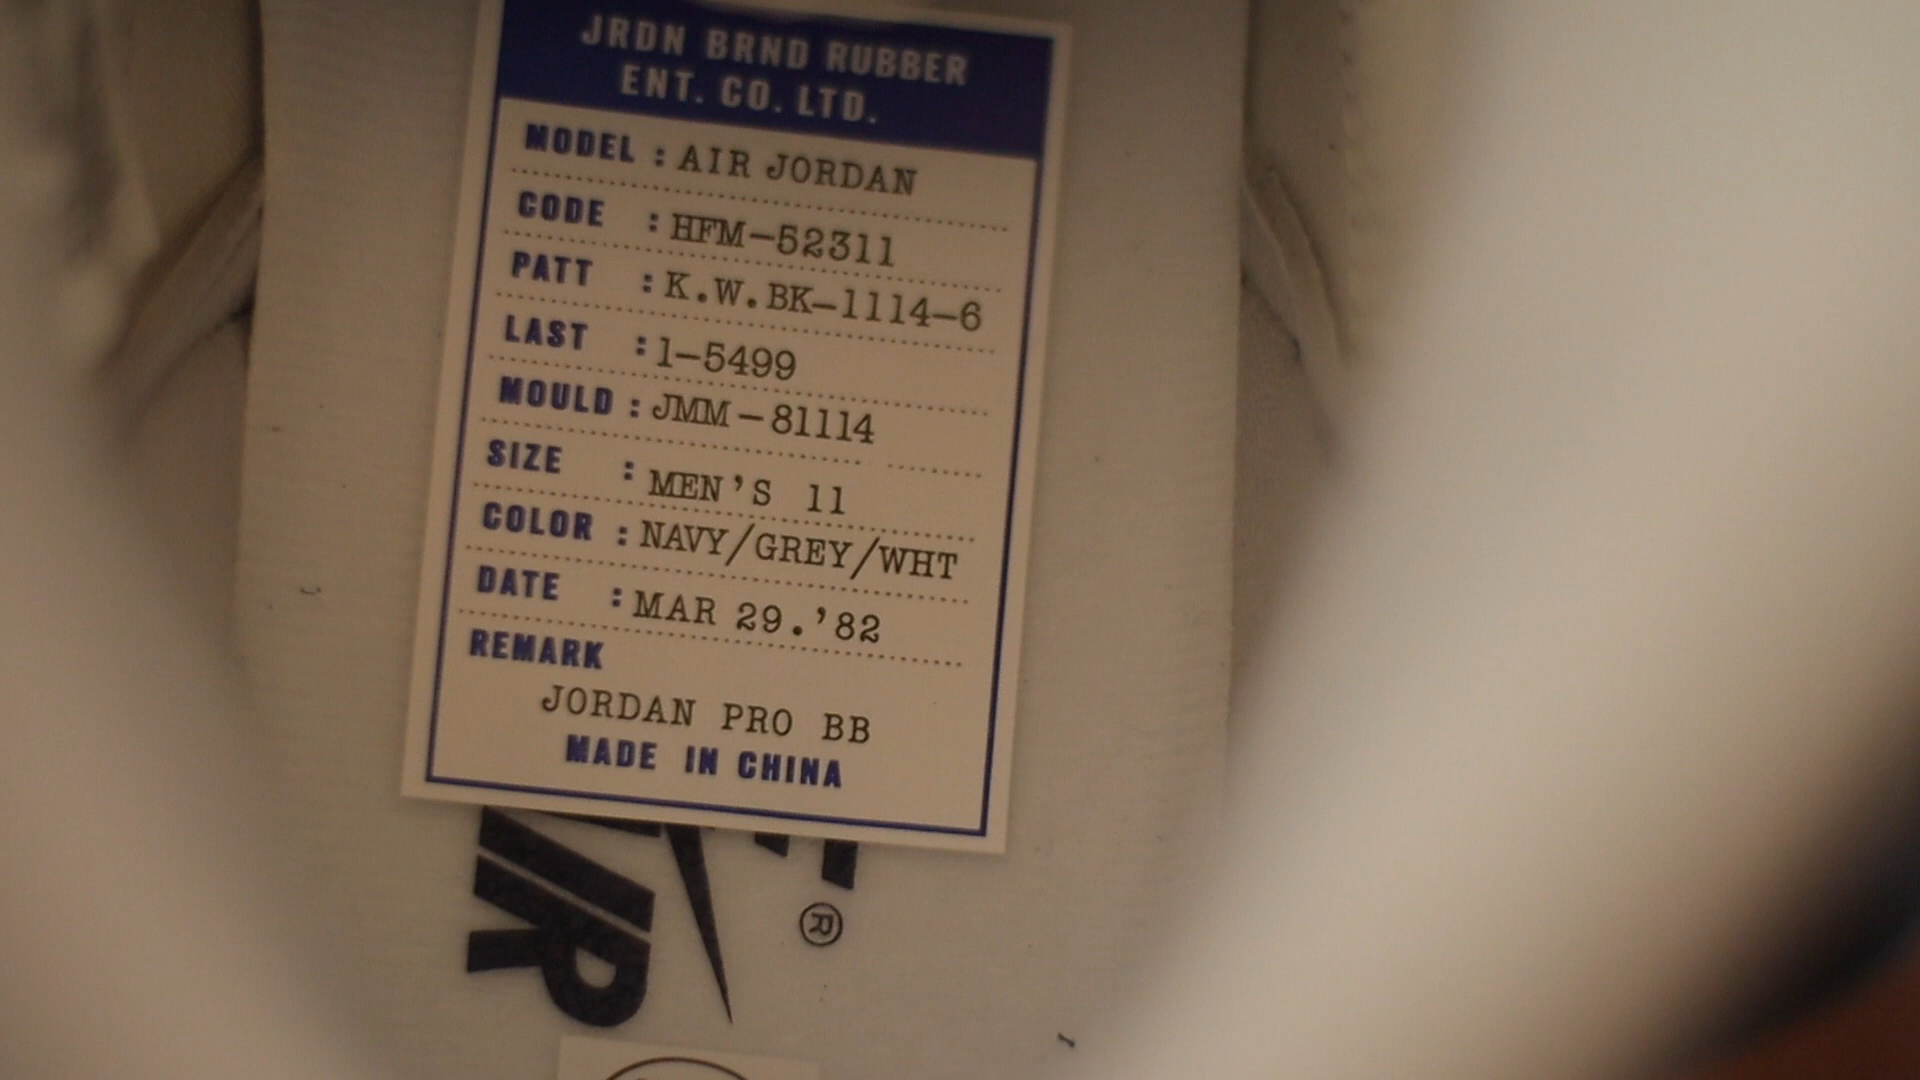 JRDN BRND RUBBER
ENT. CO. LTD.
MODEL : AIR JORDAN
CODE : HFM-52311
PATT : K.W.BK-1114-6
LAST : 1-5499
MOULD : JMM-81114
SIZE : MEN'S 11
COLOR : NAVY/GREY/WHT
DATE : MAR 29.'82
REMARK
JORDAN PRO BB
MADE IN CHINA
®